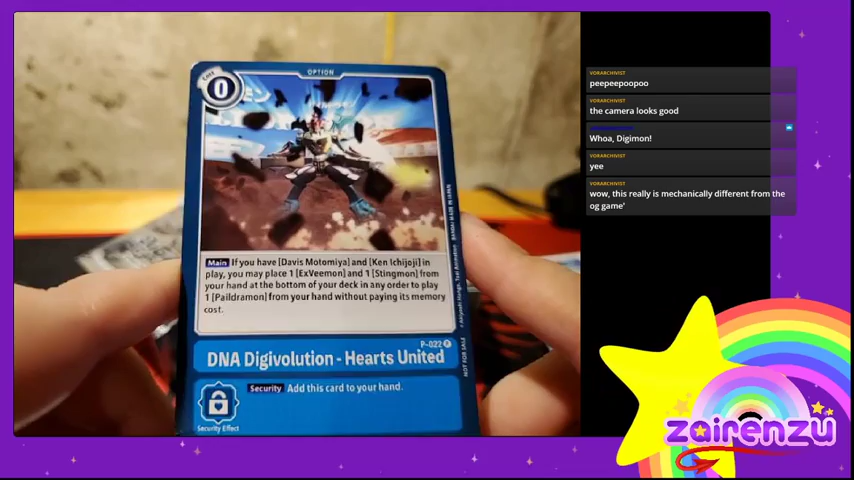 OPTION
Cost
0
Main If you have [Davis Motomiya] and [Ken Ichijoji] in
play, you may place 1 [ExVeemon] and 1 [Stingmon] from
your hand at the bottom of your deck in any order to play
1 [Paildramon] from your hand without paying its memory
cost.
P-022
DNA Digivolution - Hearts United
Security Add this card to your hand.
Security Effect
NOT FOR SALE
VORARCHIVIST
peepeepoopoo
VORARCHIVIST
the camera looks good
Whoa, Digimon!
VORARCHIVIST
yee
VORARCHIVIST
wow, this really is mechanically different from the
og game'
zairenzu